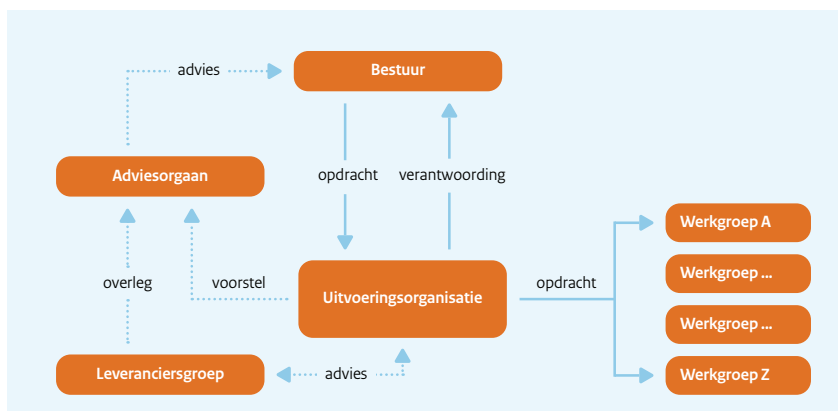 advies
Bestuur
Adviesorgaan
opdracht
verantwoording
Werkgroep A
Werkgroep ...
Werkgroep ...
Werkgroep Z
overleg
voorstel
Uitvoeringsorganisatie
opdracht
Leveranciersgroep
advies